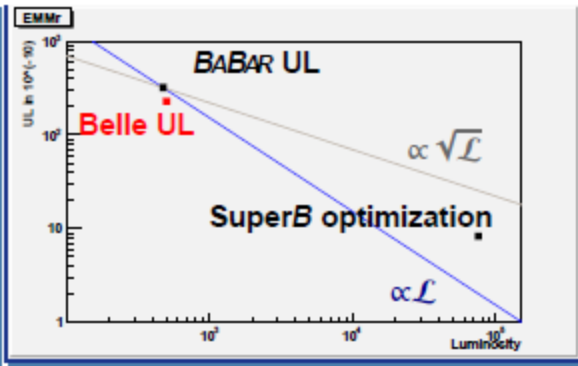 EMMr
UL in 10^(-10)
10³
BABAR UL
Belle UL
10²
∝ √ℒ
SuperB optimization
10
∝ℒ
1
10³
10⁴
10⁵
Luminosity